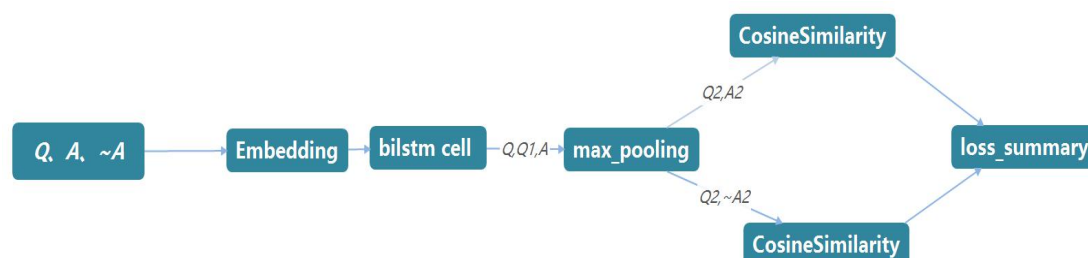 Q、A、~A
Embedding
bilstm cell
Q,Q1,A
max_pooling
Q2,A2
CosineSimilarity
Q2,~A2
CosineSimilarity
loss_summary